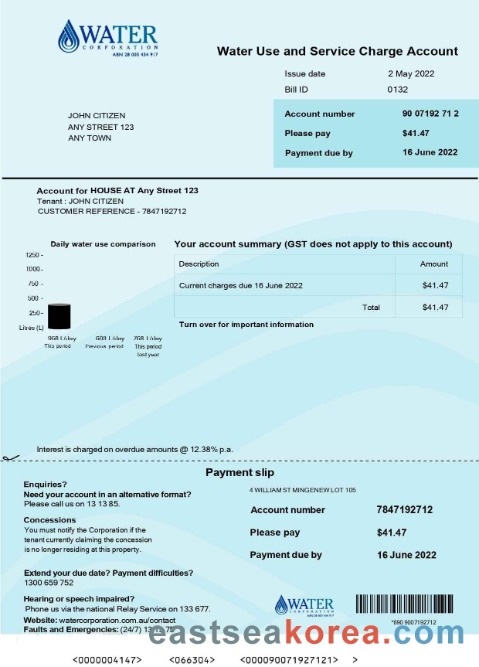 WATER
CORPORATION
ABN 28 003 434 917
Water Use and Service Charge Account
Issue date 2 May 2022
Bill ID 0132
Account number 90 07192 71 2
Please pay $41.47
Payment due by 16 June 2022
JOHN CITIZEN
ANY STREET 123
ANY TOWN
Account for HOUSE AT Any Street 123
Tenant : JOHN CITIZEN
CUSTOMER REFERENCE - 7847192712
Daily water use comparison
1250 -
1000 -
750 -
500 -
250 -
Litres (L)
968 L/day 603 L/day 768 L/day
This period Previous period This period
last year
Your account summary (GST does not apply to this account)
Description Amount
Current charges due 16 June 2022 $41.47
Total $41.47
Turn over for important information
Interest is charged on overdue amounts @ 12.38% p.a.
Payment slip
Enquiries?
Need your account in an alternative format?
Please call us on 13 13 85.
Concessions
You must notify the Corporation if the
tenant currently claiming the concession
is no longer residing at this property.
Extend your due date? Payment difficulties?
1300 659 752
Hearing or speech impaired?
Phone us via the national Relay Service on 133 677.
Website: watercorporation.com.au/contact
Faults and Emergencies: (24/7) 13 13 75
4 WILLIAM ST MINGENEW LOT 105
Account number 7847192712
Please pay $41.47
Payment due by 16 June 2022
WATER
CORPORATION
*890 9007192712
eastseakorea.com
<0000004147> <066304> <000090071927121> >